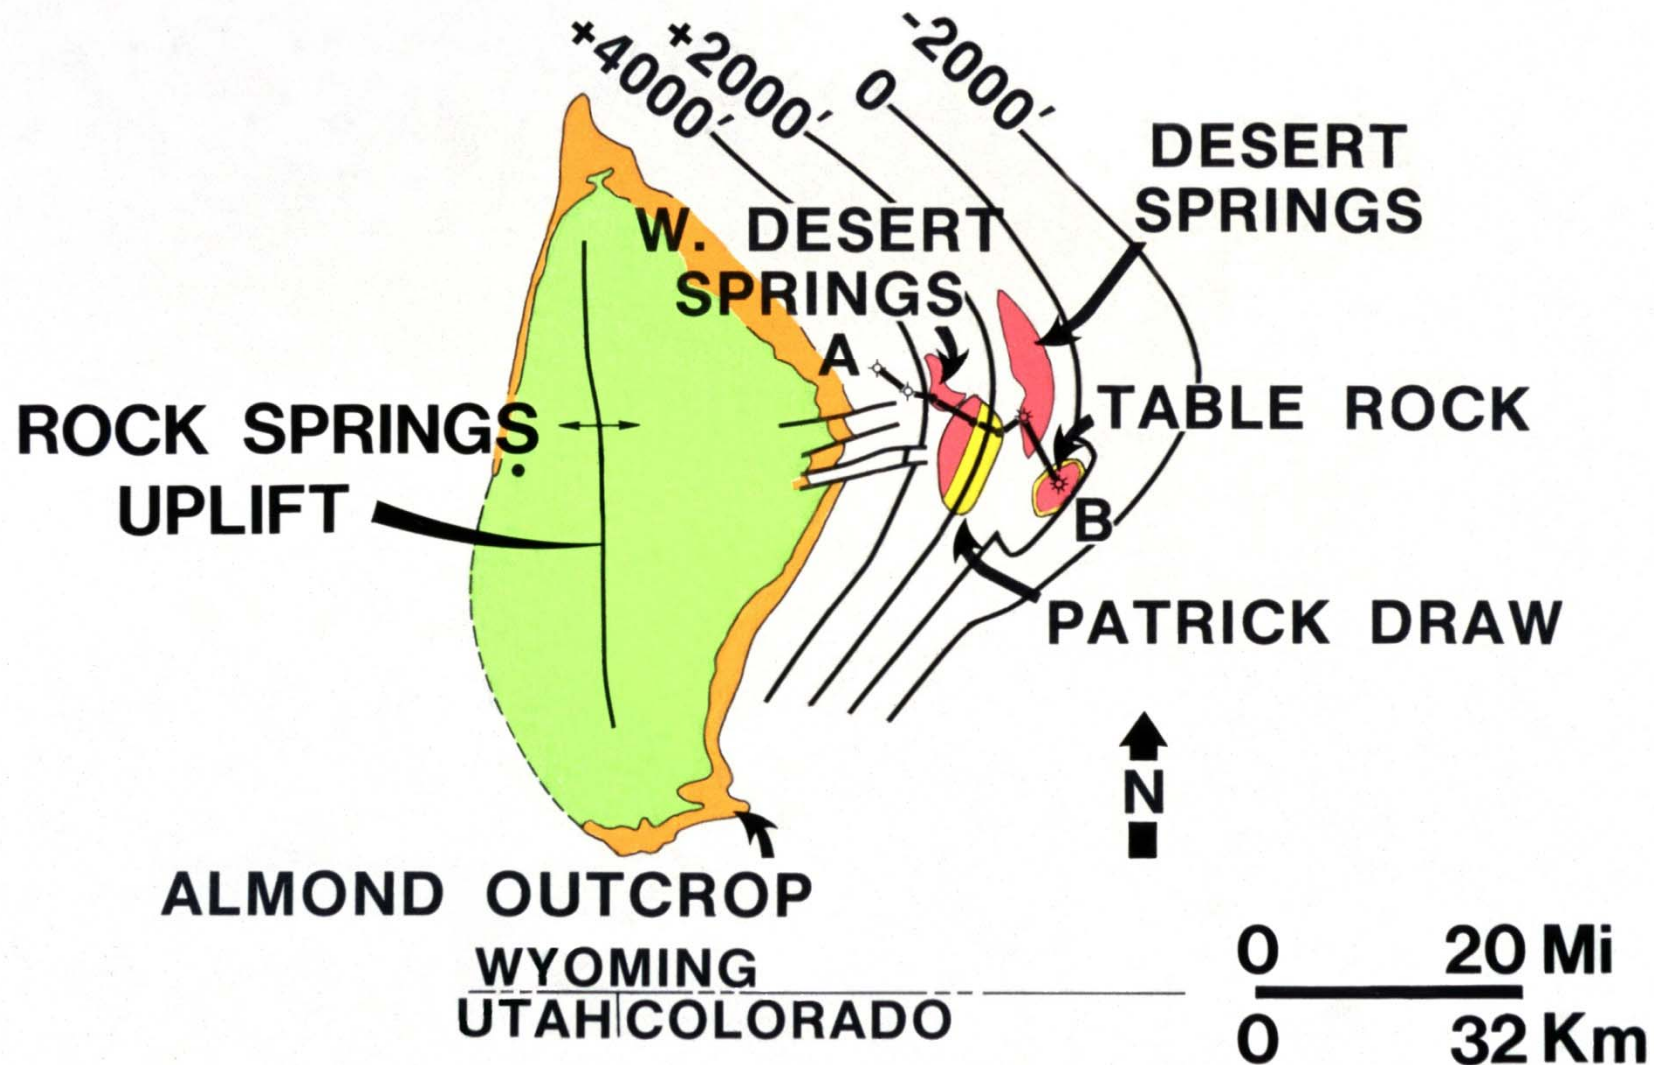 +4000′
+2000′
0
-2000′
DESERT
SPRINGS
W. DESERT
SPRINGS
A
TABLE ROCK
ROCK SPRINGS
UPLIFT
B
PATRICK DRAW
N
ALMOND OUTCROP
WYOMING
UTAH COLORADO
0 20 Mi
0 32 Km